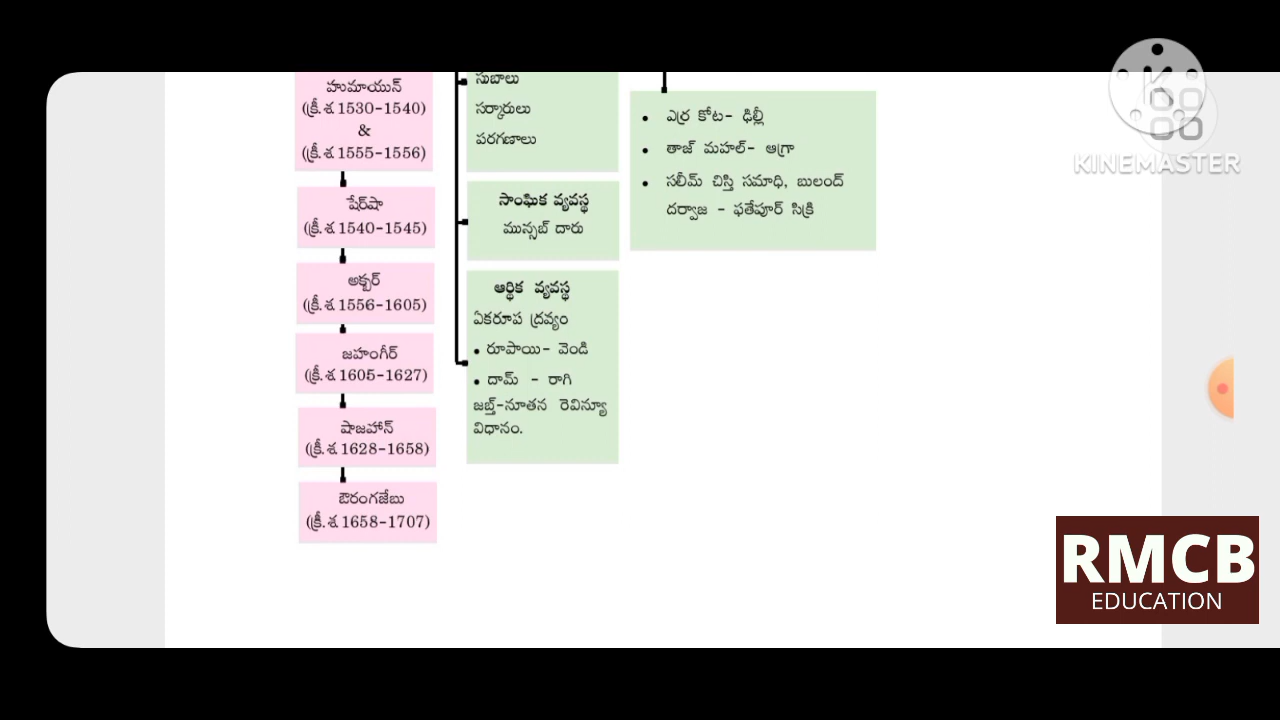 హుమాయున్
(క్రీ.శ 1530-1540)
&
(క్రీ.శ 1555-1556)
షేర్‌షా
(క్రీ.శ 1540-1545)
అక్బర్
(క్రీ.శ 1556-1605)
జహంగీర్
(క్రీ.శ 1605-1627)
షాజహాన్
(క్రీ.శ 1628-1658)
ఔరంగజేబు
(క్రీ.శ 1658-1707)
సుబాలు
సర్కారులు
పరగణాలు
సాంఘిక వ్యవస్థ
మున్సబ్ దారు
ఆర్థిక వ్యవస్థ
ఏకరూప ద్రవ్యం
• రూపాయి- వెండి
• దామ్ - రాగి
జబ్త్-నూతన రెవిన్యూ
విధానం.
• ఎర్ర కోట- ఢిల్లీ
• తాజ్ మహల్- ఆగ్రా
• సలీమ్ చిస్తి సమాధి, బులంద్
దర్వాజ - ఫతేపూర్ సిక్రి
KINEMASTER
RMCB
EDUCATION